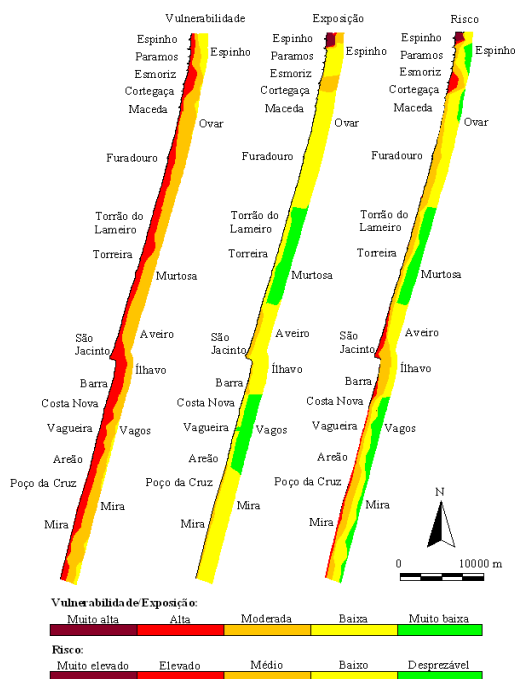 Vulnerabilidade
Espinho
Paramos
Espinho
Esmoriz
Cortegaça
Maceda
Ovar
Furadouro
Torrão do
Lameiro
Torreira
Murtosa
São
Jacinto
Aveiro
Ílhavo
Barra
Costa Nova
Vagueira
Vagos
Areão
Poço da Cruz
Mira
Mira
Exposição
Espinho
Paramos
Espinho
Esmoriz
Cortegaça
Maceda
Ovar
Furadouro
Torrão do
Lameiro
Torreira
Murtosa
São
Jacinto
Aveiro
Ílhavo
Barra
Costa Nova
Vagueira
Vagos
Areão
Poço da Cruz
Mira
Mira
Risco
Espinho
Paramos
Espinho
Esmoriz
Cortegaça
Maceda
Ovar
Furadouro
Torrão do
Lameiro
Torreira
Murtosa
São
Jacinto
Aveiro
Ílhavo
Barra
Costa Nova
Vagueira
Vagos
Areão
Poço da Cruz
Mira
Mira
N
0 10000 m
Vulnerabilidade/Exposição:
Muito alta Alta Moderada Baixa Muito baixa
Risco:
Muito elevado Elevado Médio Baixo Desprezável